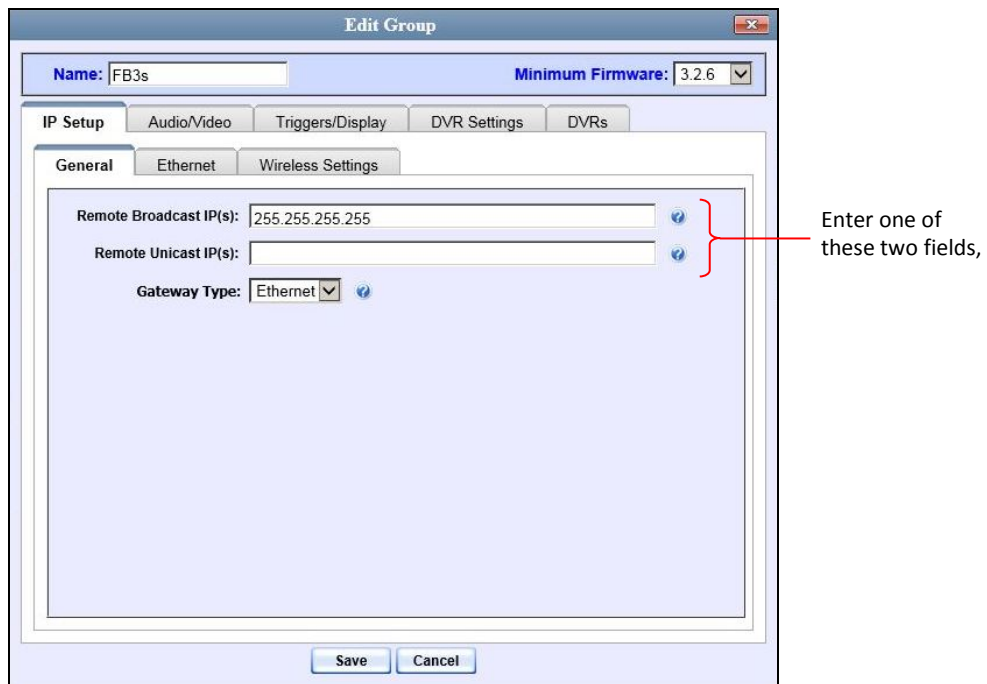 Edit Group
Name: FB3s Minimum Firmware: 3.2.6
IP Setup Audio/Video Triggers/Display DVR Settings DVRs
General Ethernet Wireless Settings
Remote Broadcast IP(s): 255.255.255.255
Remote Unicast IP(s):
Gateway Type: Ethernet
Enter one of
these two fields,
Save Cancel